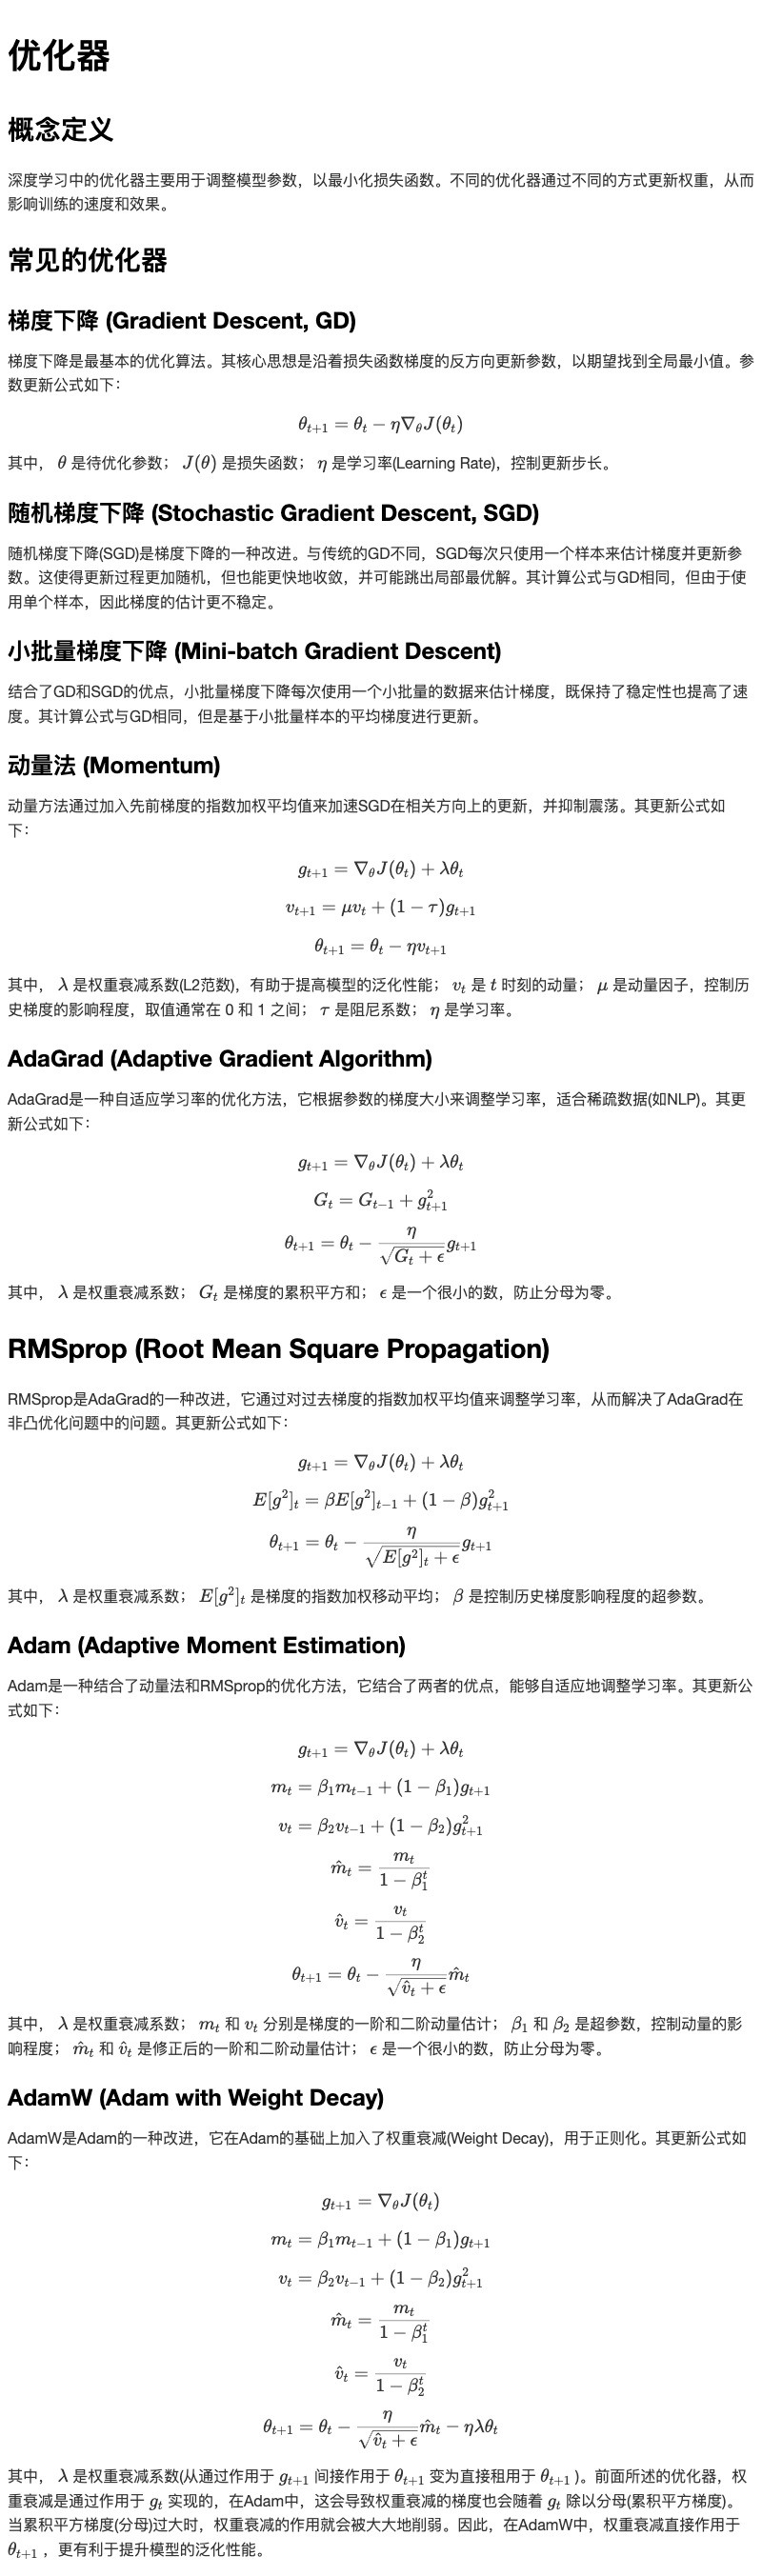 优化器
概念定义
深度学习中的优化器主要用于调整模型参数，以最小化损失函数。不同的优化器通过不同的方式更新权重，从而
影响训练的速度和效果。
常见的优化器
梯度下降 (Gradient Descent, GD)
梯度下降是最基本的优化算法。其核心思想是沿着损失函数梯度的反方向更新参数，以期望找到全局最小值。参
数更新公式如下：
$\theta_{t+1} = \theta_t - \eta \nabla_\theta J(\theta_t)$
其中， $\theta$ 是待优化参数； $J(\theta)$ 是损失函数； $\eta$ 是学习率(Learning Rate)，控制更新步长。
随机梯度下降 (Stochastic Gradient Descent, SGD)
随机梯度下降(SGD)是梯度下降的一种改进。与传统的GD不同，SGD每次只使用一个样本来估计梯度并更新参
数。这使得更新过程更加随机，但也能更快地收敛，并可能跳出局部最优解。其计算公式与GD相同，但由于使
用单个样本，因此梯度的估计更不稳定。
小批量梯度下降 (Mini-batch Gradient Descent)
结合了GD和SGD的优点，小批量梯度下降每次使用一个小批量的数据来估计梯度，既保持了稳定性也提高了速
度。其计算公式与GD相同，但是基于小批量样本的平均梯度进行更新。
动量法 (Momentum)
动量方法通过加入先前梯度的指数加权平均值来加速SGD在相关方向上的更新，并抑制震荡。其更新公式如
下：
$g_{t+1} = \nabla_\theta J(\theta_t) + \lambda \theta_t$
$v_{t+1} = \mu v_t + (1 - \tau) g_{t+1}$
$\theta_{t+1} = \theta_t - \eta v_{t+1}$
其中， $\lambda$ 是权重衰减系数(L2范数)，有助于提高模型的泛化性能； $v_t$ 是 $t$ 时刻的动量； $\mu$ 是动量因子，控制历
史梯度的影响程度，取值通常在 0 和 1 之间； $\tau$ 是阻尼系数； $\eta$ 是学习率。
AdaGrad (Adaptive Gradient Algorithm)
AdaGrad是一种自适应学习率的优化方法，它根据参数的梯度大小来调整学习率，适合稀疏数据(如NLP)。其更
新公式如下：
$g_{t+1} = \nabla_\theta J(\theta_t) + \lambda \theta_t$
$G_t = G_{t-1} + g_{t+1}^2$
$\theta_{t+1} = \theta_t - \frac{\eta}{\sqrt{G_t + \epsilon}} g_{t+1}$
其中， $\lambda$ 是权重衰减系数； $G_t$ 是梯度的累积平方和； $\epsilon$ 是一个很小的数，防止分母为零。
RMSprop (Root Mean Square Propagation)
RMSprop是AdaGrad的一种改进，它通过对过去梯度的指数加权平均值来调整学习率，从而解决了AdaGrad在
非凸优化问题中的问题。其更新公式如下：
$g_{t+1} = \nabla_\theta J(\theta_t) + \lambda \theta_t$
$E[g^2]_t = \beta E[g^2]_{t-1} + (1 - \beta) g_{t+1}^2$
$\theta_{t+1} = \theta_t - \frac{\eta}{\sqrt{E[g^2]_t + \epsilon}} g_{t+1}$
其中， $\lambda$ 是权重衰减系数； $E[g^2]_t$ 是梯度的指数加权移动平均； $\beta$ 是控制历史梯度影响程度的超参数。
Adam (Adaptive Moment Estimation)
Adam是一种结合了动量法和RMSprop的优化方法，它结合了两者的优点，能够自适应地调整学习率。其更新公
式如下：
$g_{t+1} = \nabla_\theta J(\theta_t) + \lambda \theta_t$
$m_t = \beta_1 m_{t-1} + (1 - \beta_1) g_{t+1}$
$v_t = \beta_2 v_{t-1} + (1 - \beta_2) g_{t+1}^2$
$\hat{m}_t = \frac{m_t}{1 - \beta_1^t}$
$\hat{v}_t = \frac{v_t}{1 - \beta_2^t}$
$\theta_{t+1} = \theta_t - \frac{\eta}{\sqrt{\hat{v}_t + \epsilon}} \hat{m}_t$
其中， $\lambda$ 是权重衰减系数； $m_t$ 和 $v_t$ 分别是梯度的一阶和二阶动量估计； $\beta_1$ 和 $\beta_2$ 是超参数，控制动量的影
响程度； $\hat{m}_t$ 和 $\hat{v}_t$ 是修正后的一阶和二阶动量估计； $\epsilon$ 是一个很小的数，防止分母为零。
AdamW (Adam with Weight Decay)
AdamW是Adam的一种改进，它在Adam的基础上加入了权重衰减(Weight Decay)，用于正则化。其更新公式如
下：
$g_{t+1} = \nabla_\theta J(\theta_t)$
$m_t = \beta_1 m_{t-1} + (1 - \beta_1) g_{t+1}$
$v_t = \beta_2 v_{t-1} + (1 - \beta_2) g_{t+1}^2$
$\hat{m}_t = \frac{m_t}{1 - \beta_1^t}$
$\hat{v}_t = \frac{v_t}{1 - \beta_2^t}$
$\theta_{t+1} = \theta_t - \frac{\eta}{\sqrt{\hat{v}_t + \epsilon}} \hat{m}_t - \eta \lambda \theta_t$
其中， $\lambda$ 是权重衰减系数(从通过作用于 $g_{t+1}$ 间接作用于 $\theta_{t+1}$ 变为直接租用于 $\theta_{t+1}$ )。前面所述的优化器，权
重衰减是通过作用于 $g_t$ 实现的，在Adam中，这会导致权重衰减的梯度也会随着 $g_t$ 除以分母(累积平方梯度)。
当累积平方梯度(分母)过大时，权重衰减的作用就会被大大地削弱。因此，在AdamW中，权重衰减直接作用于
$\theta_{t+1}$ ，更有利于提升模型的泛化性能。